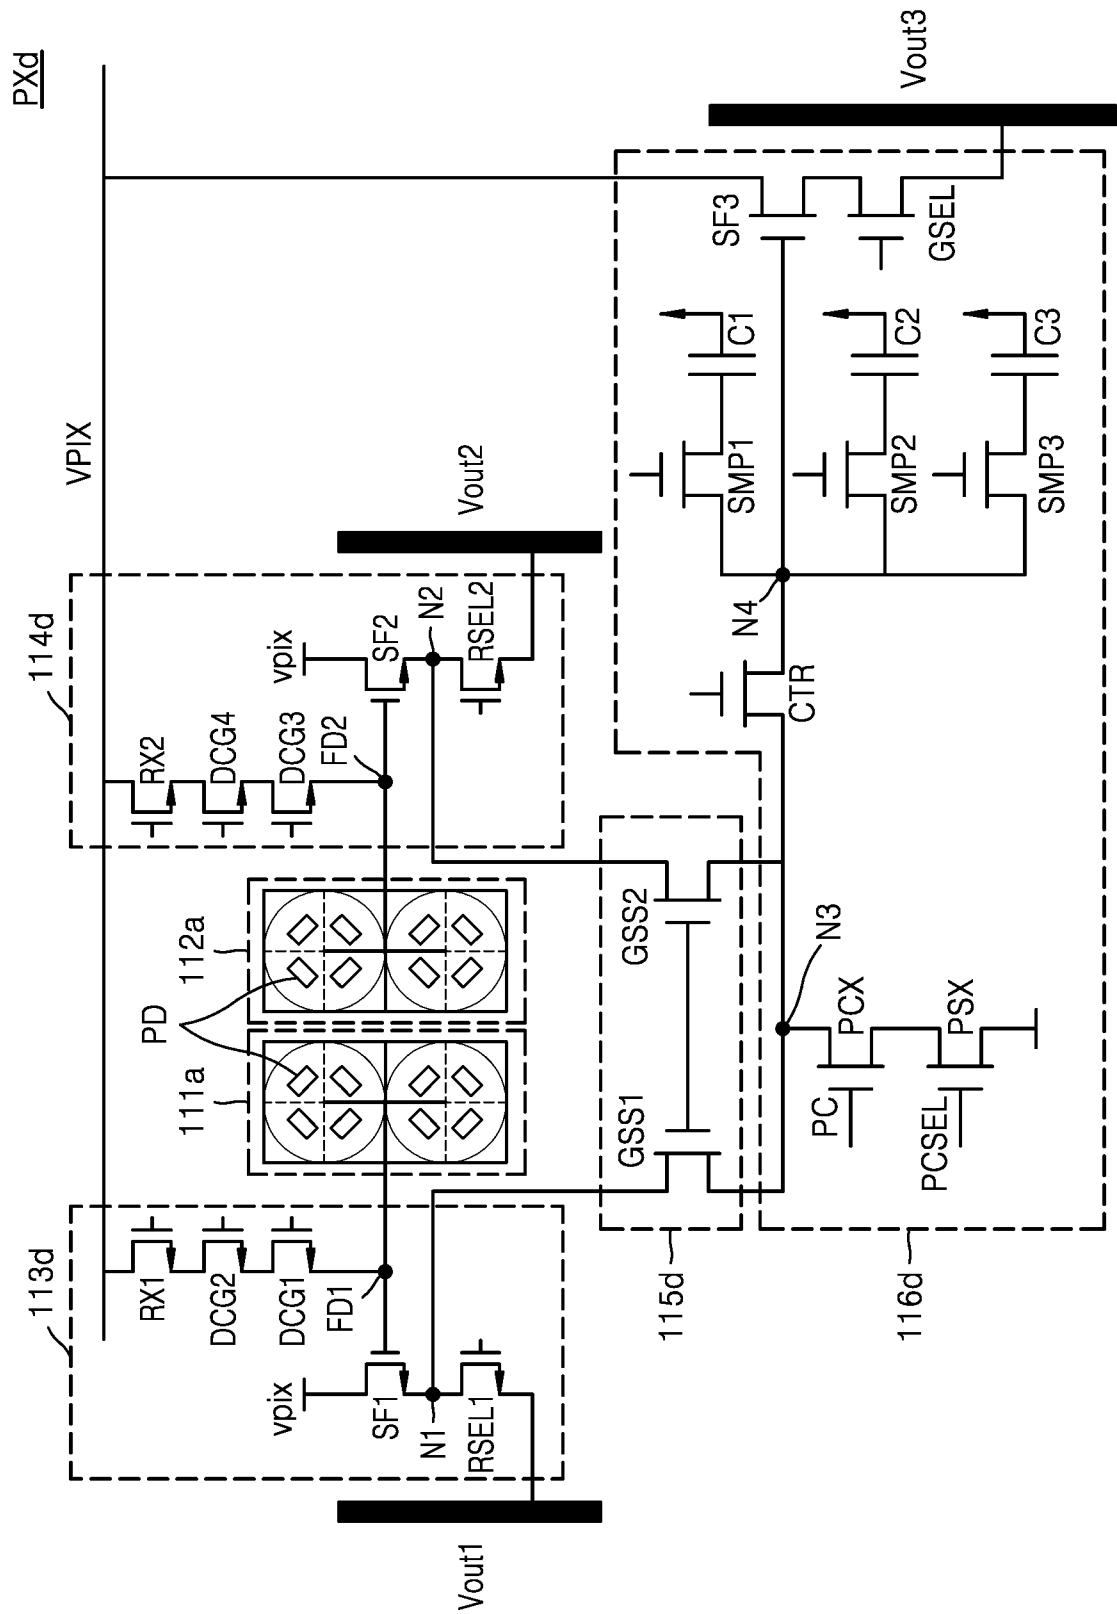 PXd
VPIX
113d
RX1
DCG2
DCG1
FD1
vpix
SF1
N1
RSEL1
Vout1
111a
PD
112a
114d
RX2
DCG4
DCG3
FD2
vpix
SF2
N2
RSEL2
Vout2
115d
GSS1
GSS2
116d
N3
PC
PCX
PCSEL
PSX
CTR
N4
SMP1
C1
SMP2
C2
SMP3
C3
SF3
GSEL
Vout3